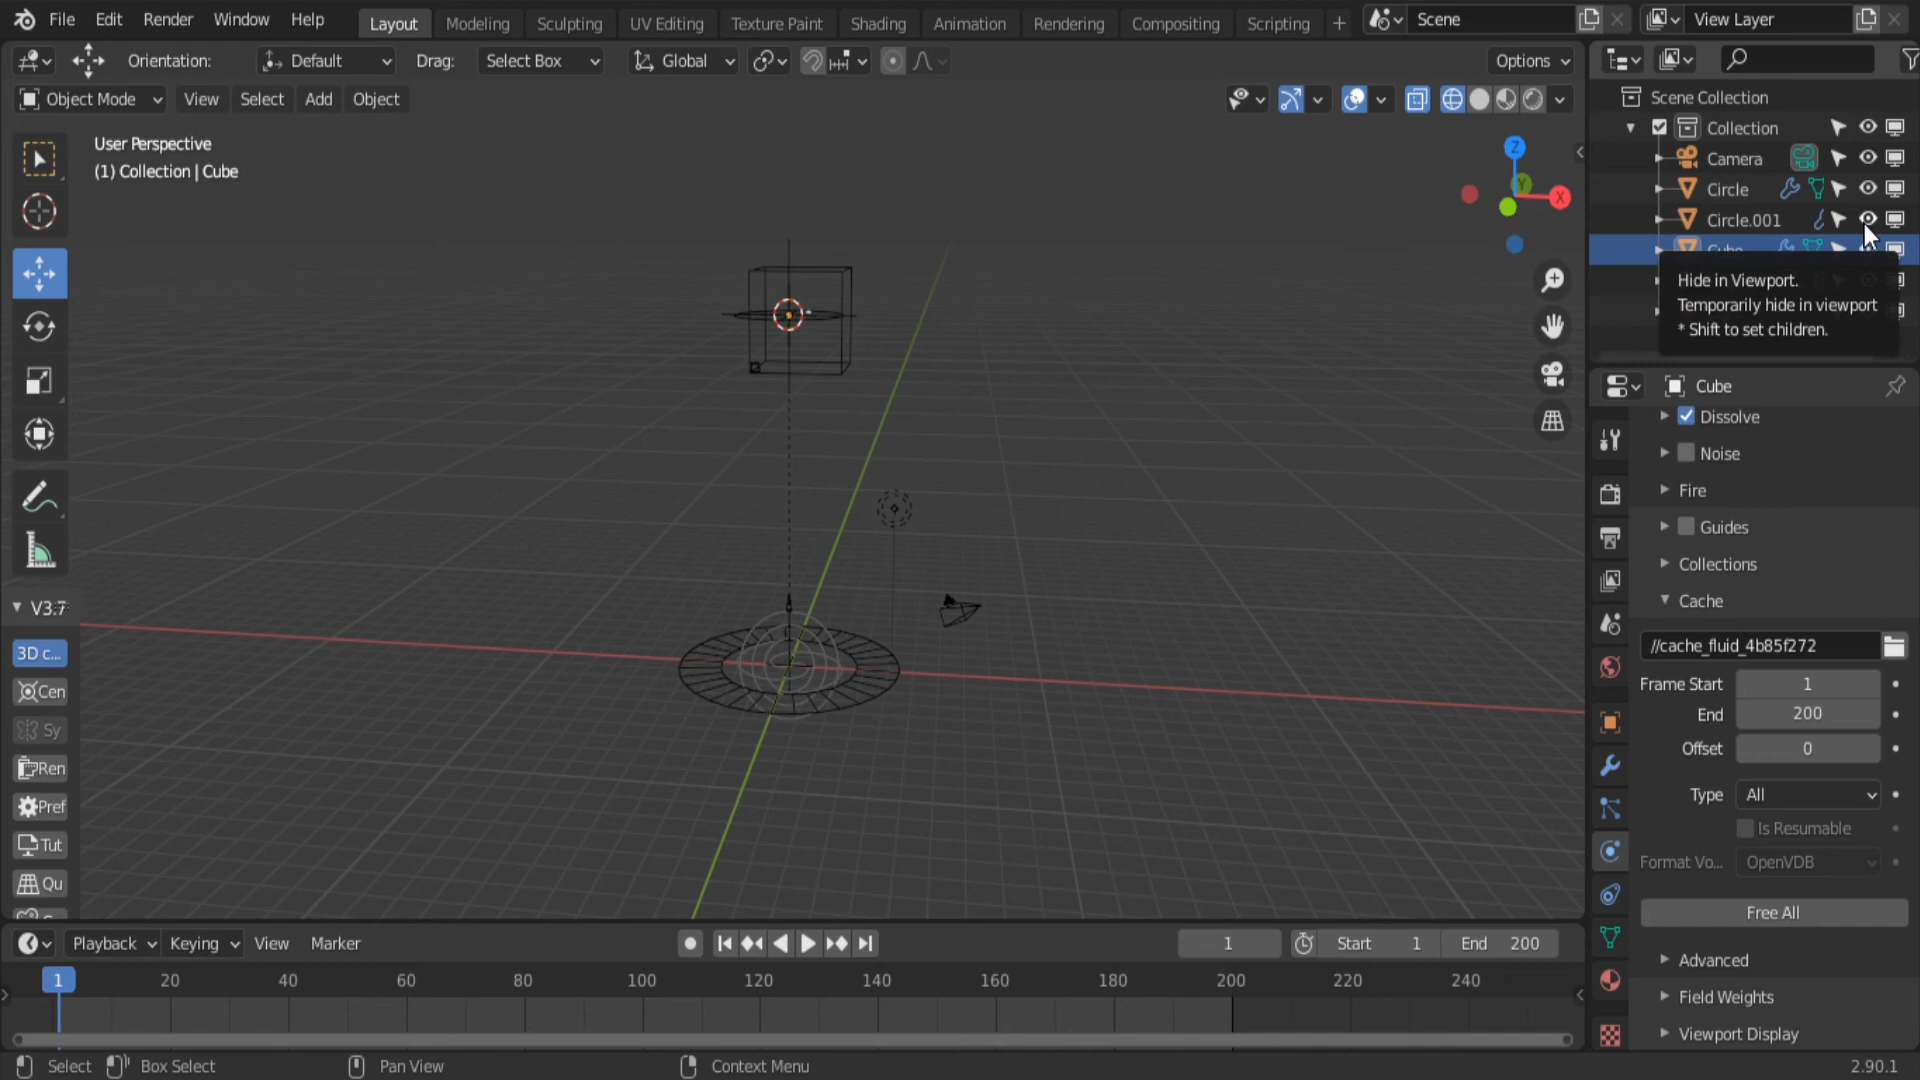 File Edit Render Window Help Layout Modeling Sculpting UV Editing Texture Paint Shading Animation Rendering Compositing Scripting + Scene View Layer
Orientation: Default Drag: Select Box Global Options
Object Mode View Select Add Object
User Perspective
(1) Collection | Cube
Z
Y
X
Scene Collection
Collection
Camera
Circle
Circle.001
Cube
Hide in Viewport.
Temporarily hide in viewport
* Shift to set children.
Cube
Dissolve
Noise
Fire
Guides
Collections
Cache
//cache_fluid_4b85f272
Frame Start 1
End 200
Offset 0
Type All
Is Resumable
Format Vo... OpenVDB
Free All
Advanced
Field Weights
Viewport Display
V3.7
3D c...
Cen
Sy
Ren
Pref
Tut
Qu
Playback Keying View Marker 1 Start 1 End 200
1 20 40 60 80 100 120 140 160 180 200 220 240
Select Box Select Pan View Context Menu 2.90.1